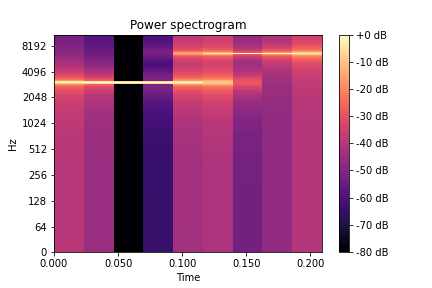 Power spectrogram
8192
4096
2048
1024
512
256
128
64
0
Hz
0.000 0.050 0.100 0.150 0.200
Time
+0 dB
-10 dB
-20 dB
-30 dB
-40 dB
-50 dB
-60 dB
-70 dB
-80 dB